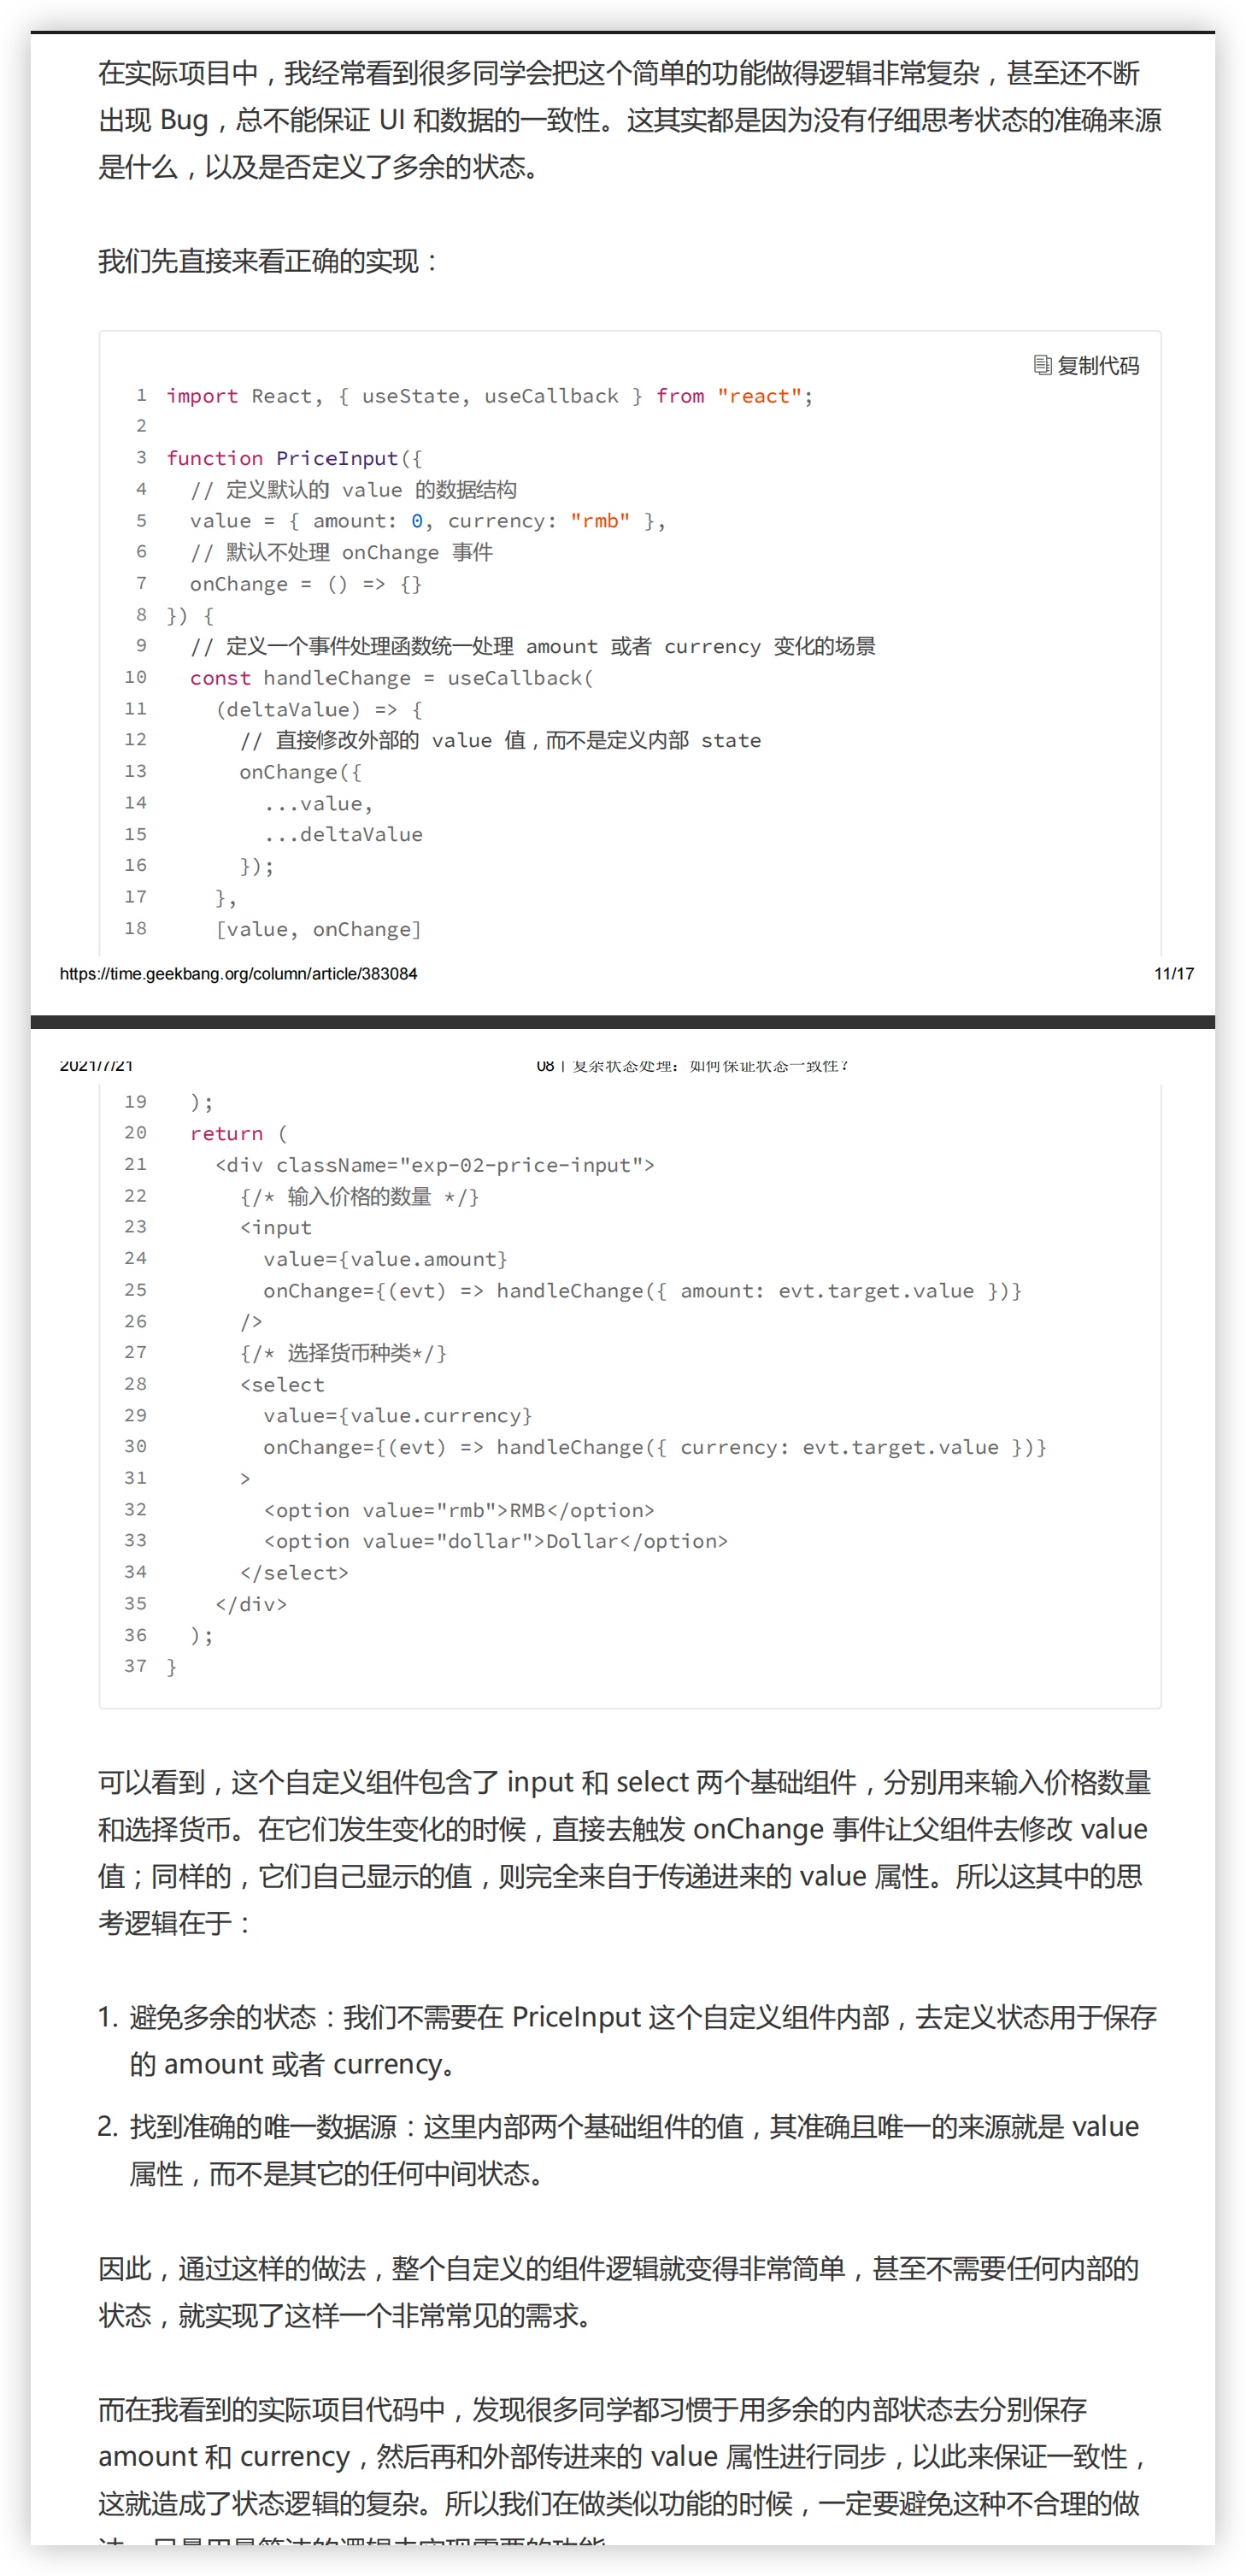 在实际项目中，我经常看到很多同学会把这个简单的功能做得逻辑非常复杂，甚至还不断
出现 Bug，总不能保证 UI 和数据的一致性。这其实都是因为没有仔细思考状态的准确来源
是什么，以及是否定义了多余的状态。
我们先直接来看正确的实现：
复制代码
1 import React, { useState, useCallback } from "react";
2
3 function PriceInput({
4   // 定义默认的 value 的数据结构
5   value = { amount: 0, currency: "rmb" },
6   // 默认不处理 onChange 事件
7   onChange = () => {}
8 }) {
9   // 定义一个事件处理函数统一处理 amount 或者 currency 变化的场景
10   const handleChange = useCallback(
11     (deltaValue) => {
12       // 直接修改外部的 value 值，而不是定义内部 state
13       onChange({
14         ...value,
15         ...deltaValue
16       });
17     },
18     [value, onChange]
https://time.geekbang.org/column/article/383084 11/17
2021/7/21 08 | 复杂状态处理：如何保证状态一致性？
19   );
20   return (
21     <div className="exp-02-price-input">
22       {/* 输入价格的数量 */}
23       <input
24         value={value.amount}
25         onChange={(evt) => handleChange({ amount: evt.target.value })}
26       />
27       {/* 选择货币种类*/}
28       <select
29         value={value.currency}
30         onChange={(evt) => handleChange({ currency: evt.target.value })}
31       >
32         <option value="rmb">RMB</option>
33         <option value="dollar">Dollar</option>
34       </select>
35     </div>
36   );
37 }
可以看到，这个自定义组件包含了 input 和 select 两个基础组件，分别用来输入价格数量
和选择货币。在它们发生变化的时候，直接去触发 onChange 事件让父组件去修改 value
值；同样的，它们自己显示的值，则完全来自于传递进来的 value 属性。所以这其中的思
考逻辑在于：
1. 避免多余的状态：我们不需要在 PriceInput 这个自定义组件内部，去定义状态用于保存
的 amount 或者 currency。
2. 找到准确的唯一数据源：这里内部两个基础组件的值，其准确且唯一的来源就是 value
属性，而不是其它的任何中间状态。
因此，通过这样的做法，整个自定义的组件逻辑就变得非常简单，甚至不需要任何内部的
状态，就实现了这样一个非常常见的需求。
而在我看到的实际项目代码中，发现很多同学都习惯于用多余的内部状态去分别保存
amount 和 currency，然后再和外部传进来的 value 属性进行同步，以此来保证一致性，
这就造成了状态逻辑的复杂。所以我们在做类似功能的时候，一定要避免这种不合理的做